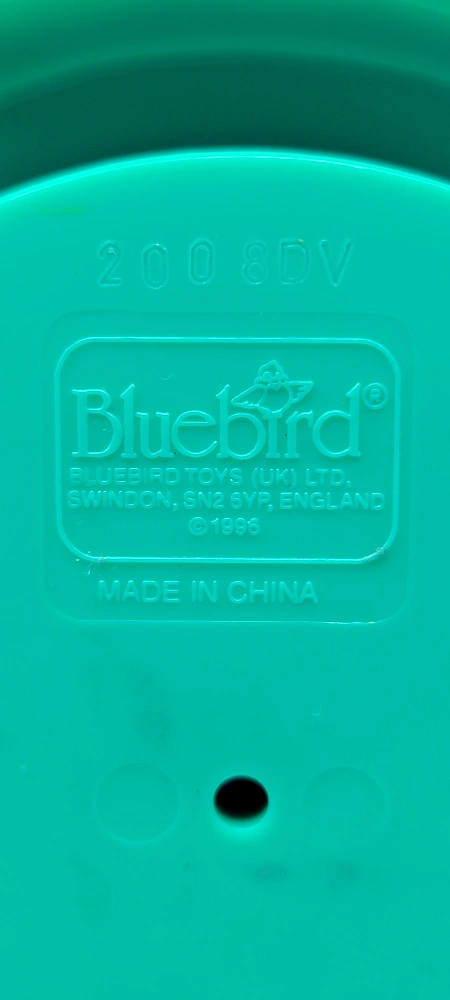 2008DV
Bluebird®
BLUEBIRD TOYS (UK) LTD.
SWINDON, SN2 6YP, ENGLAND
© 1996
MADE IN CHINA